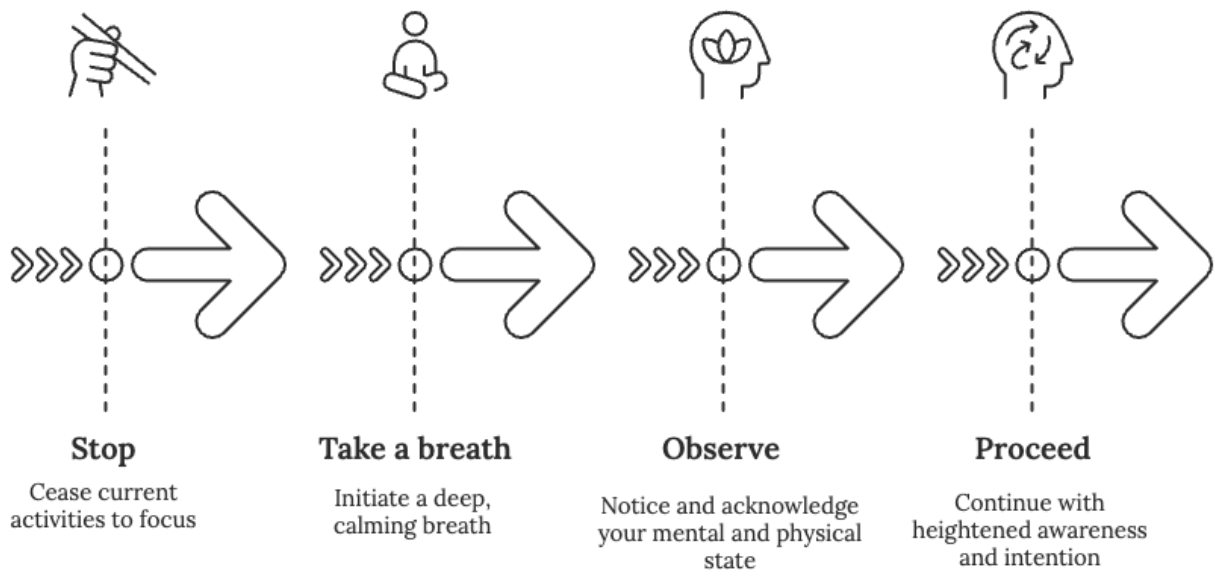 Stop
Cease current
activities to focus
Take a breath
Initiate a deep,
calming breath
Observe
Notice and acknowledge
your mental and physical
state
Proceed
Continue with
heightened awareness
and intention